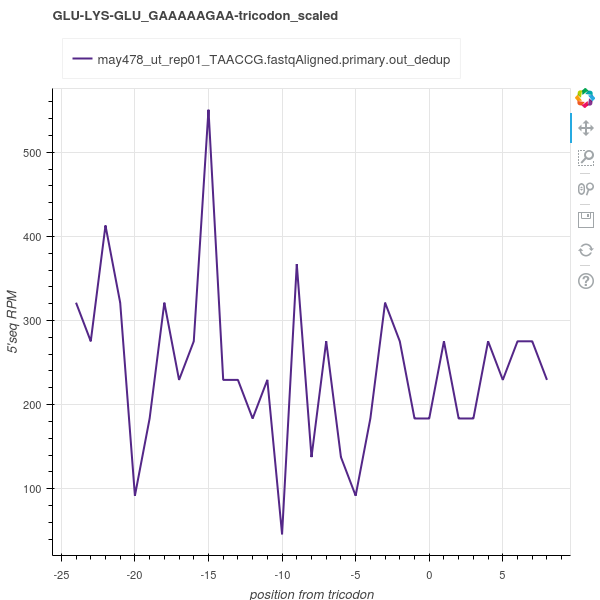 GLU-LYS-GLU_GAAAAAGAA-tricodon_scaled
may478_ut_rep01_TAACCG.fastqAligned.primary.out_dedup
500
400
300
200
100
5'seq RPM
-25 -20 -15 -10 -5 0 5
position from tricodon